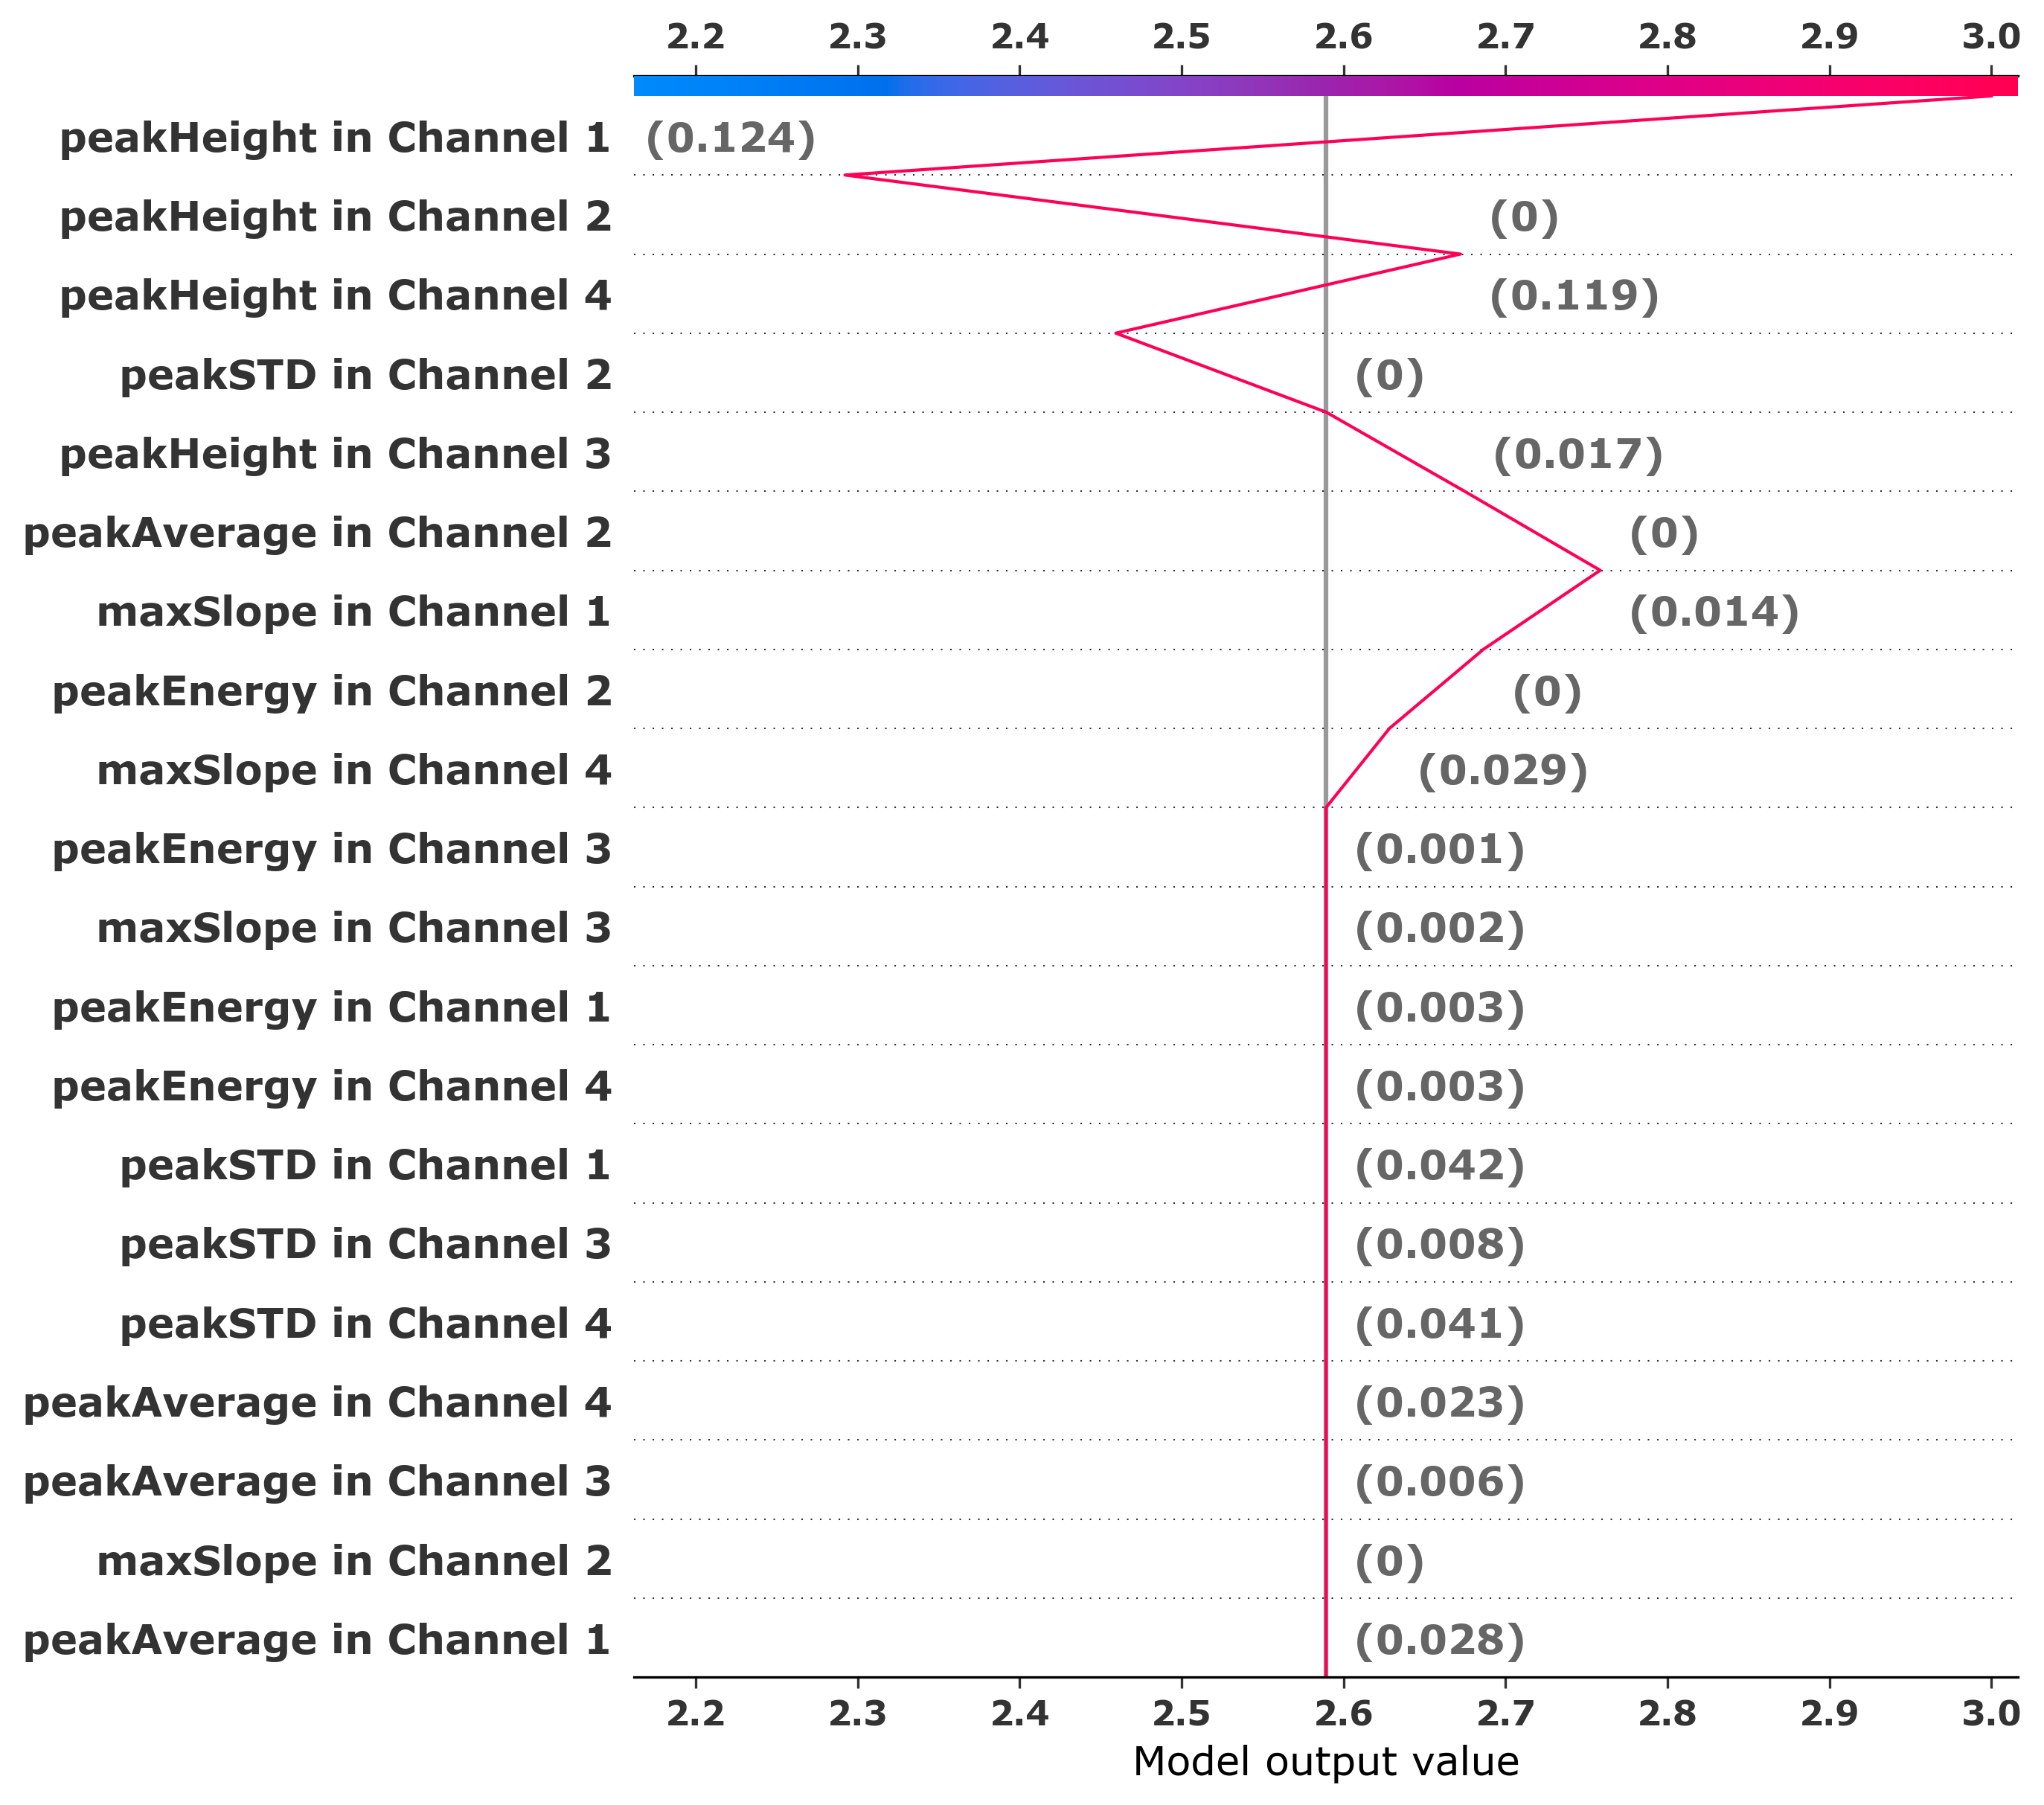 2.2 2.3 2.4 2.5 2.6 2.7 2.8 2.9 3.0
peakHeight in Channel 1 (0.124)
peakHeight in Channel 2 (0)
peakHeight in Channel 4 (0.119)
peakSTD in Channel 2 (0)
peakHeight in Channel 3 (0.017)
peakAverage in Channel 2 (0)
maxSlope in Channel 1 (0.014)
peakEnergy in Channel 2 (0)
maxSlope in Channel 4 (0.029)
peakEnergy in Channel 3 (0.001)
maxSlope in Channel 3 (0.002)
peakEnergy in Channel 1 (0.003)
peakEnergy in Channel 4 (0.003)
peakSTD in Channel 1 (0.042)
peakSTD in Channel 3 (0.008)
peakSTD in Channel 4 (0.041)
peakAverage in Channel 4 (0.023)
peakAverage in Channel 3 (0.006)
maxSlope in Channel 2 (0)
peakAverage in Channel 1 (0.028)
2.2 2.3 2.4 2.5 2.6 2.7 2.8 2.9 3.0
Model output value